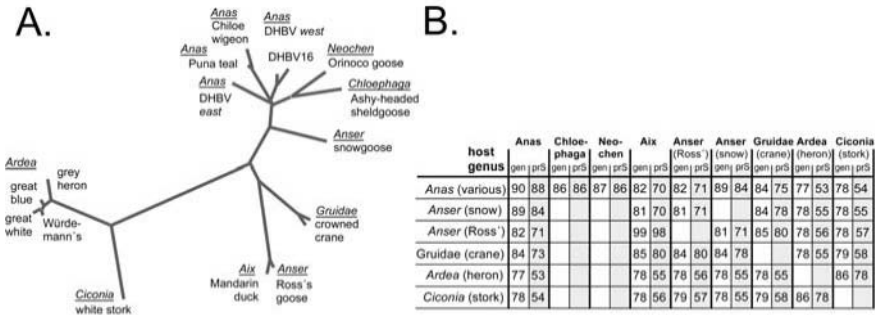 A.
Anas
Chiloe
wigeon
Anas
DHBV west
Anas
Puna teal
DHBV16
Neochen
Orinoco goose
Anas
DHBV
east
Chloephaga
Ashy-headed
sheldgoose
Anser
snowgoose
Ardea
grey
heron
great
blue
great
white
Würde-
mann´s
Gruidae
crowned
crane
Aix
Mandarin
duck
Anser
Ross´s
goose
Ciconia
white stork
B.
host genus Anas Chloe-phaga Neo-chen Aix Anser (Ross´) Anser (snow) Gruidae (crane) Ardea (heron) Ciconia (stork)
gen prS gen prS gen prS gen prS gen prS gen prS gen prS gen prS gen prS
Anas (various) 90 88 86 86 87 86 82 70 82 71 89 84 84 75 77 53 78 54
Anser (snow) 89 84 81 70 81 71 84 78 78 55 78 55
Anser (Ross´) 82 71 99 98 81 71 85 80 78 56 78 57
Gruidae (crane) 84 73 85 80 84 80 84 78 78 55 79 58
Ardea (heron) 77 53 78 55 78 56 78 55 78 55 86 78
Ciconia (stork) 78 54 78 56 79 57 78 55 79 58 86 78